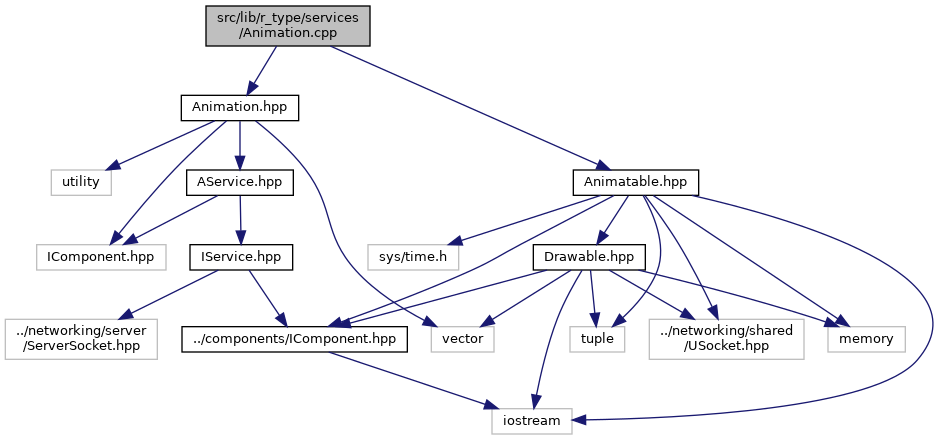 src/lib/r_type/services
/Animation.cpp
Animation.hpp
utility
AService.hpp
Animatable.hpp
IComponent.hpp
IService.hpp
sys/time.h
Drawable.hpp
../networking/server
/ServerSocket.hpp
../components/IComponent.hpp
vector
tuple
../networking/shared
/USocket.hpp
memory
iostream